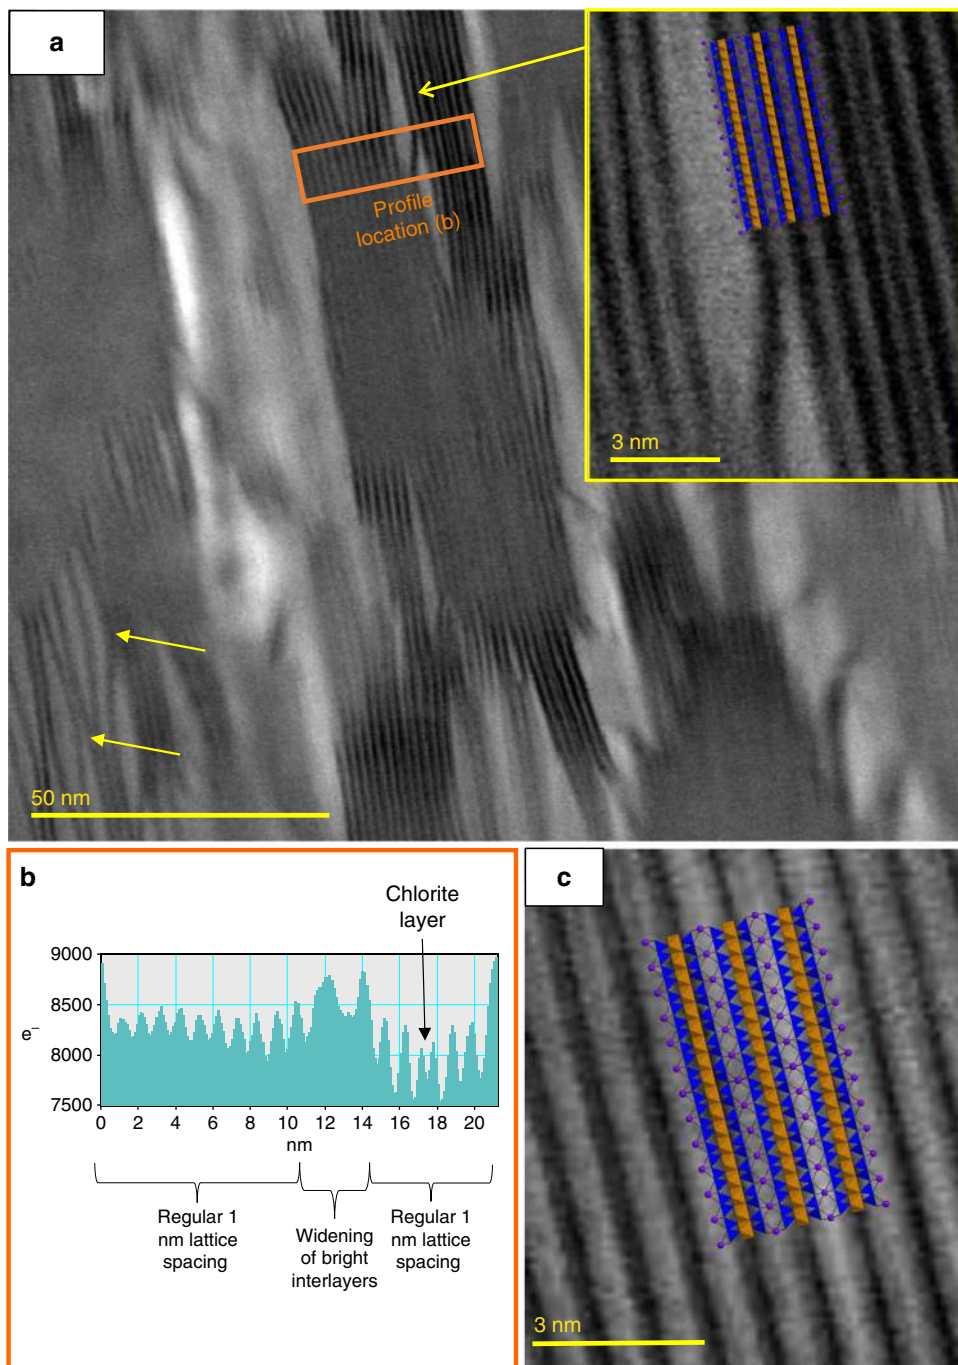 a
Profile
location (b)
3 nm
50 nm
b
Chlorite
layer
9000
8500
e⁻
8000
7500
0 2 4 6 8 10 12 14 16 18 20
nm
Regular 1
nm lattice
spacing
Widening
of bright
interlayers
Regular 1
nm lattice
spacing
c
3 nm